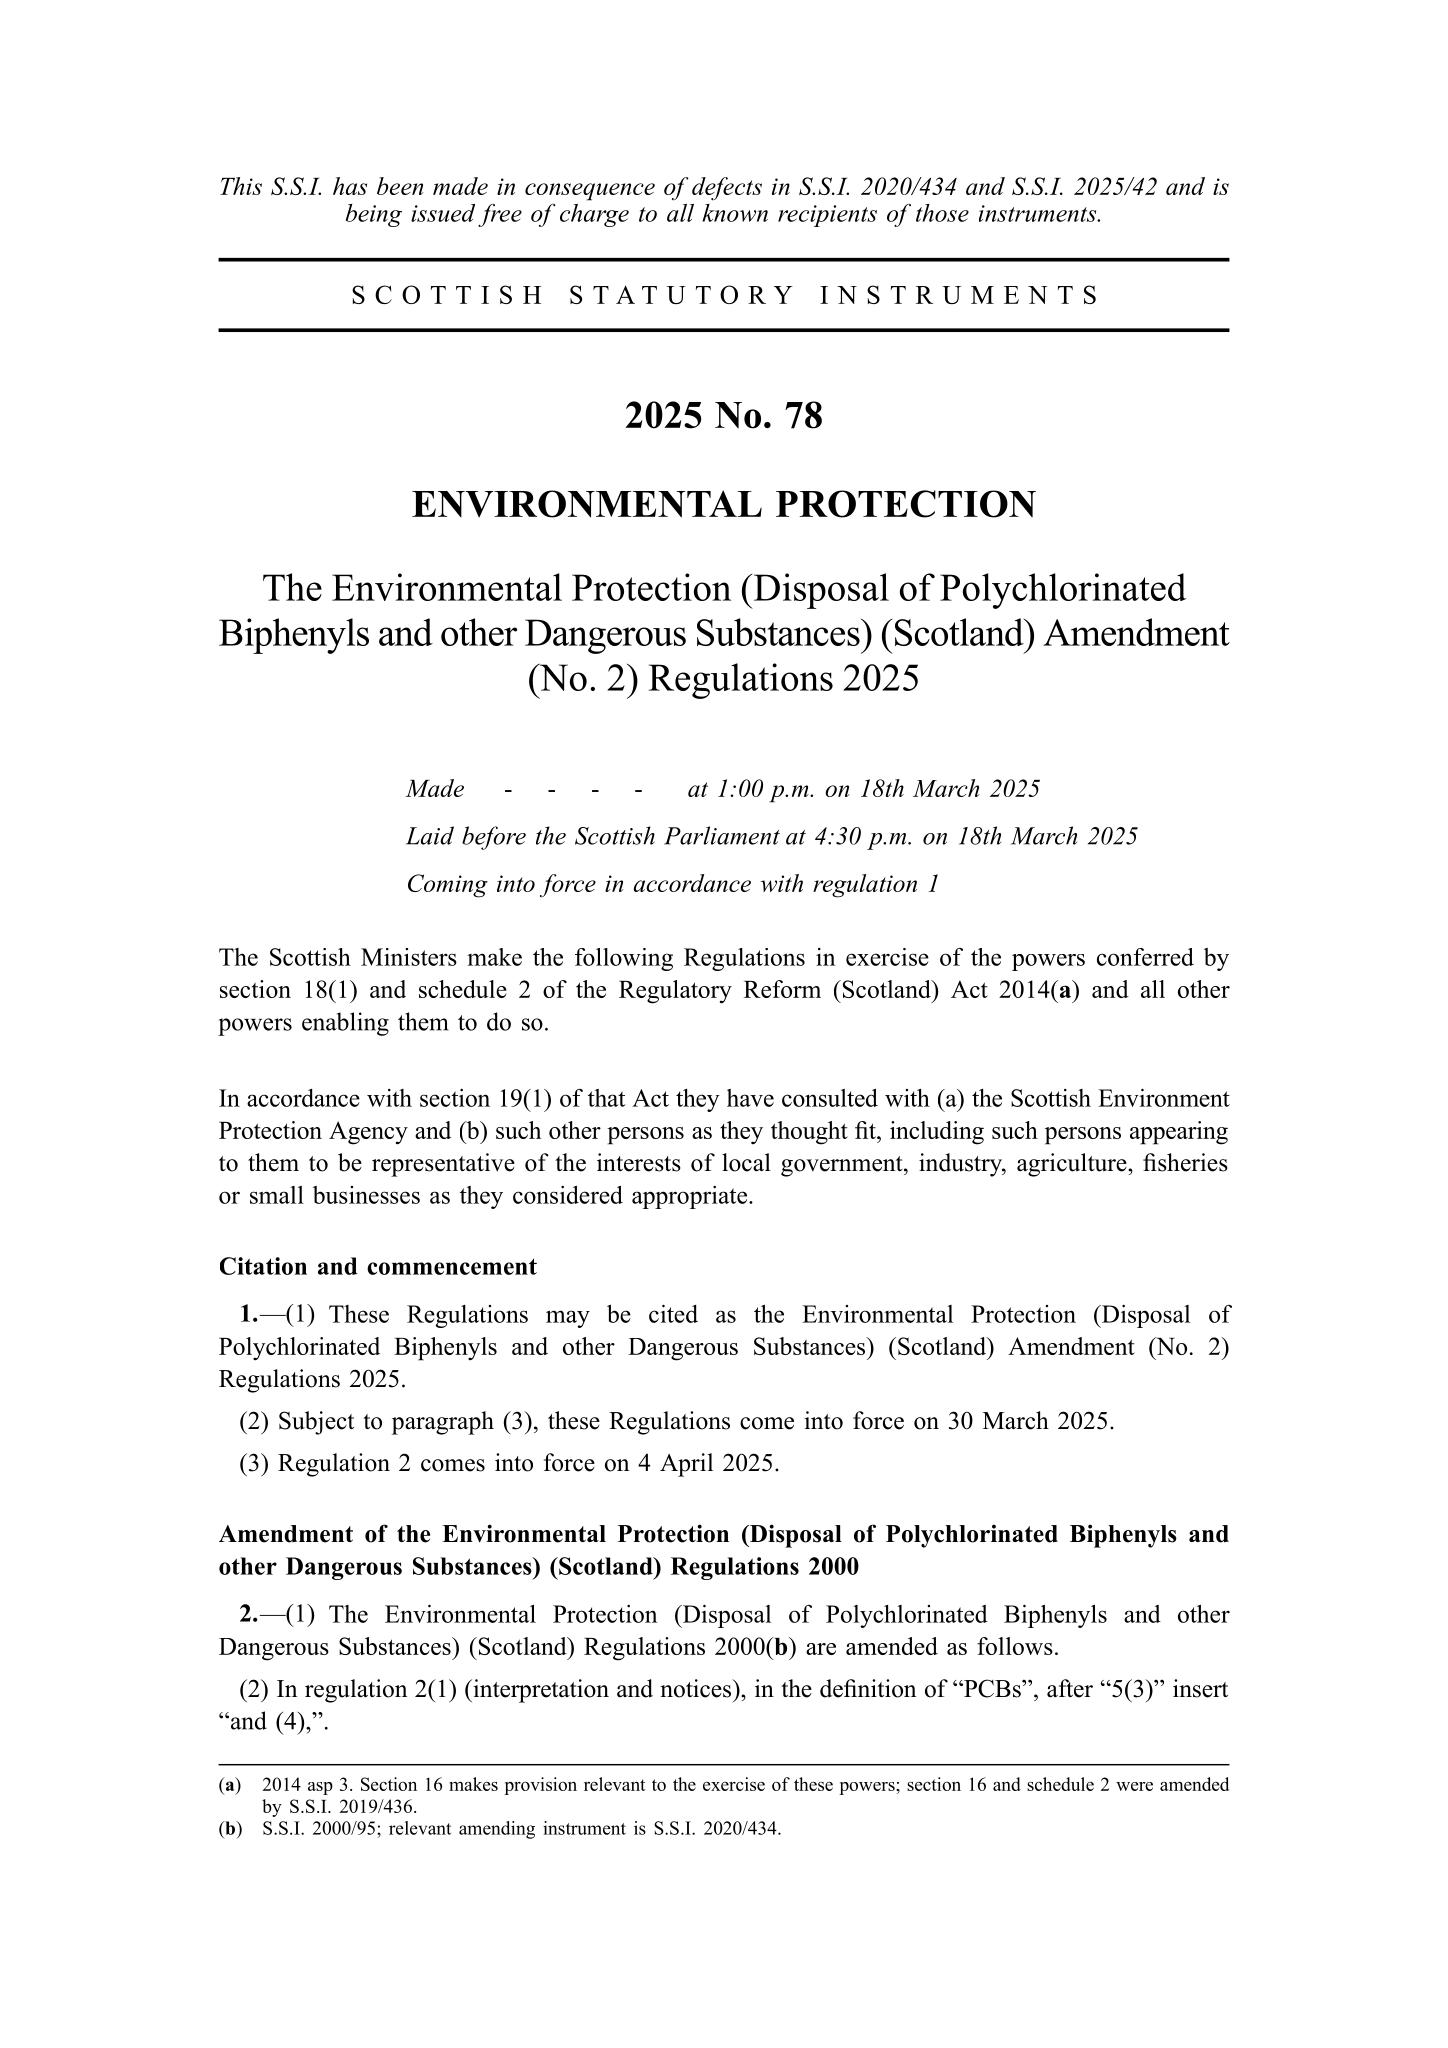 This S.S.I. has been made in consequence of defects in S.S.I. 2020/434 and S.S.I. 2025/42 and is
being issued free of charge to all known recipients of those instruments.
SCOTTISH STATUTORY INSTRUMENTS
2025 No. 78
ENVIRONMENTAL PROTECTION
The Environmental Protection (Disposal of Polychlorinated
Biphenyls and other Dangerous Substances) (Scotland) Amendment
(No. 2) Regulations 2025
Made - - - - at 1:00 p.m. on 18th March 2025
Laid before the Scottish Parliament at 4:30 p.m. on 18th March 2025
Coming into force in accordance with regulation 1
The Scottish Ministers make the following Regulations in exercise of the powers conferred by
section 18(1) and schedule 2 of the Regulatory Reform (Scotland) Act 2014(a) and all other
powers enabling them to do so.
In accordance with section 19(1) of that Act they have consulted with (a) the Scottish Environment
Protection Agency and (b) such other persons as they thought fit, including such persons appearing
to them to be representative of the interests of local government, industry, agriculture, fisheries
or small businesses as they considered appropriate.
Citation and commencement
1.—(1) These Regulations may be cited as the Environmental Protection (Disposal of
Polychlorinated Biphenyls and other Dangerous Substances) (Scotland) Amendment (No. 2)
Regulations 2025.
(2) Subject to paragraph (3), these Regulations come into force on 30 March 2025.
(3) Regulation 2 comes into force on 4 April 2025.
Amendment of the Environmental Protection (Disposal of Polychlorinated Biphenyls and
other Dangerous Substances) (Scotland) Regulations 2000
2.—(1) The Environmental Protection (Disposal of Polychlorinated Biphenyls and other
Dangerous Substances) (Scotland) Regulations 2000(b) are amended as follows.
(2) In regulation 2(1) (interpretation and notices), in the definition of “PCBs”, after “5(3)” insert
“and (4),”.
(a) 2014 asp 3. Section 16 makes provision relevant to the exercise of these powers; section 16 and schedule 2 were amended
by S.S.I. 2019/436.
(b) S.S.I. 2000/95; relevant amending instrument is S.S.I. 2020/434.